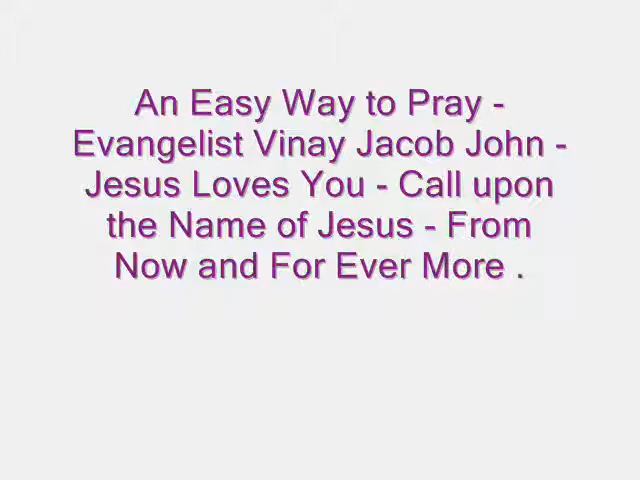 An Easy Way to Pray -
Evangelist Vinay Jacob John -
Jesus Loves You - Call upon
the Name of Jesus - From
Now and For Ever More .